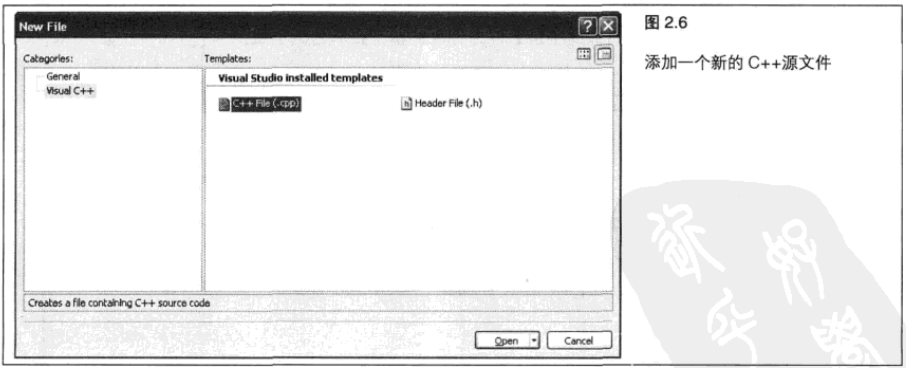 New File
Categories:
General
Visual C++
Templates:
Visual Studio installed templates
C++ File (.cpp)
Header File (.h)
Creates a file containing C++ source code
Open
Cancel
图 2.6
添加一个新的 C++源文件